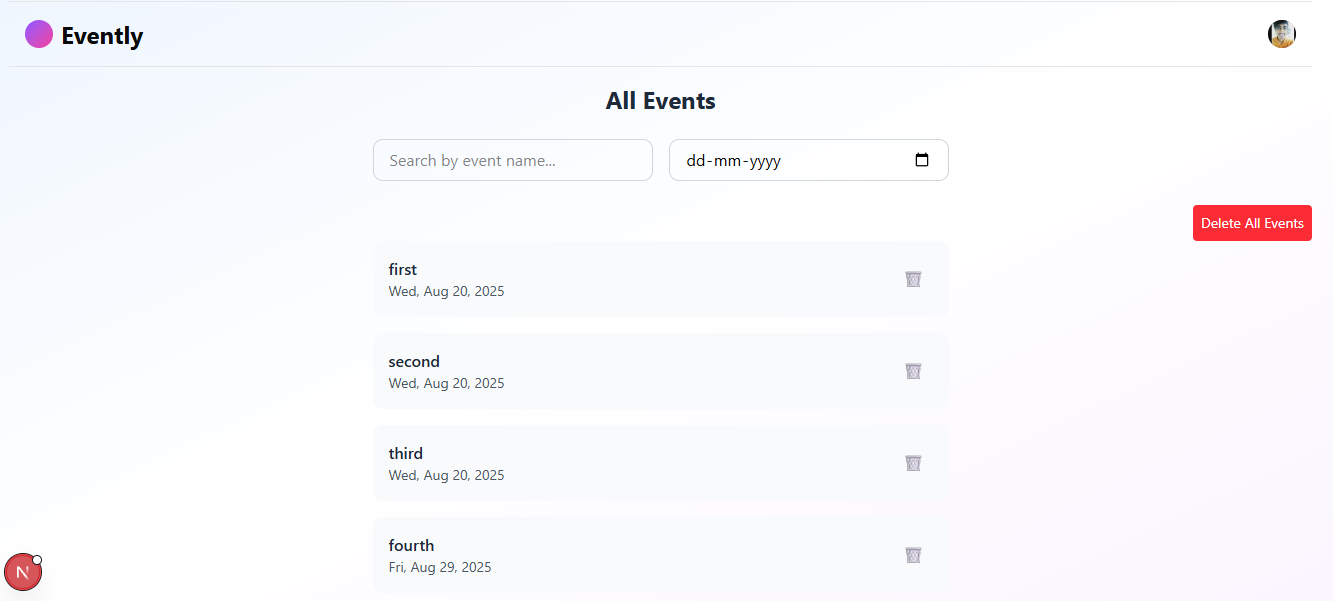 Evently
All Events
Search by event name...
dd-mm-yyyy
Delete All Events
first
Wed, Aug 20, 2025
second
Wed, Aug 20, 2025
third
Wed, Aug 20, 2025
fourth
Fri, Aug 29, 2025
N